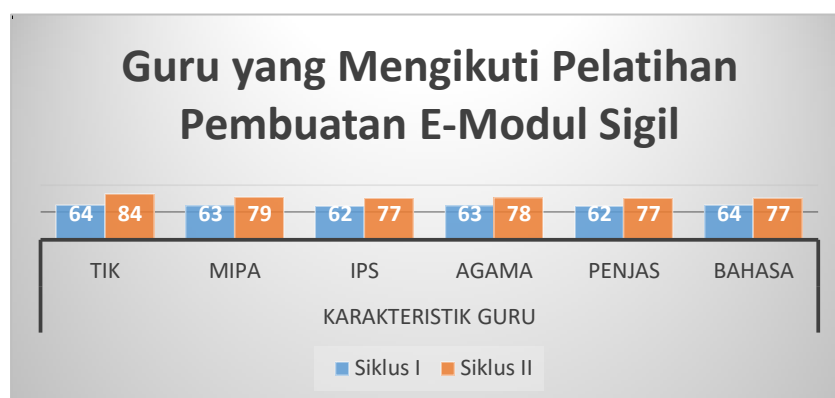 Guru yang Mengikuti Pelatihan
Pembuatan E-Modul Sigil
64 84 63 79 62 77 63 78 62 77 64 77
TIK MIPA IPS AGAMA PENJAS BAHASA
KARAKTERISTIK GURU
Siklus I Siklus II